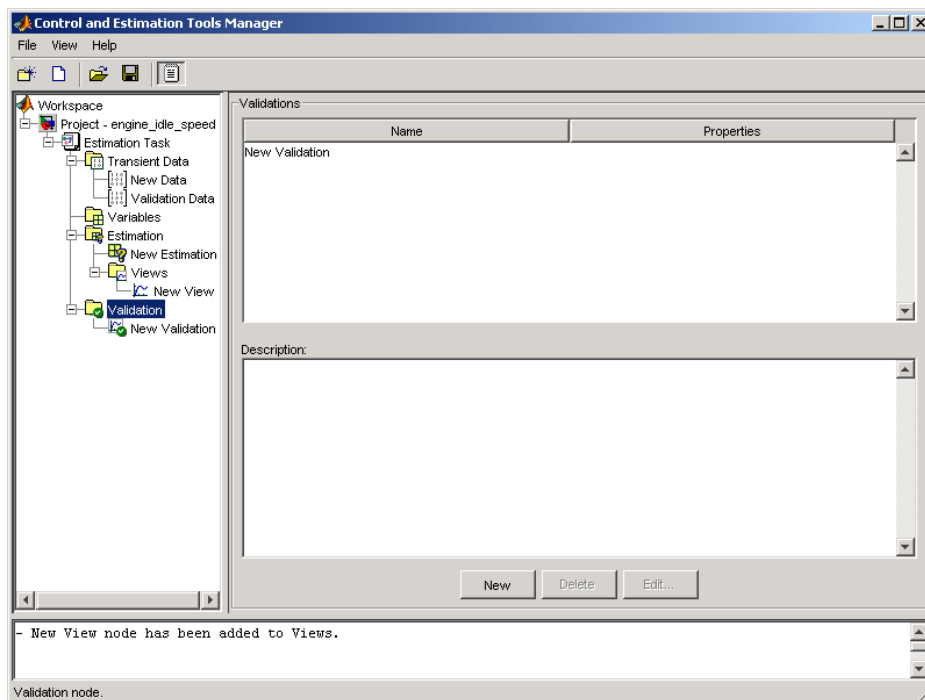 Control and Estimation Tools Manager
File View Help
Workspace
Project - engine_idle_speed
Estimation Task
Transient Data
New Data
Validation Data
Variables
Estimation
New Estimation
Views
New View
Validation
New Validation
Validations
Name Properties
New Validation
Description:
New Delete Edit...
- New View node has been added to Views.
Validation node.